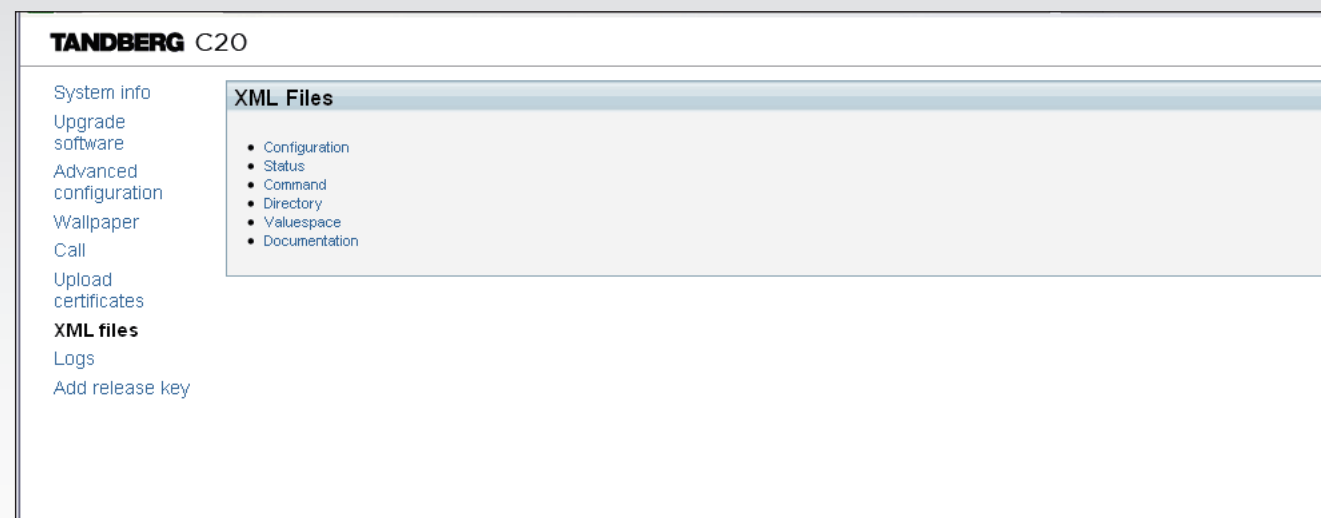 TANDBERG C20
System info
Upgrade
software
Advanced
configuration
Wallpaper
Call
Upload
certificates
XML files
Logs
Add release key
XML Files
Configuration
Status
Command
Directory
Valuespace
Documentation